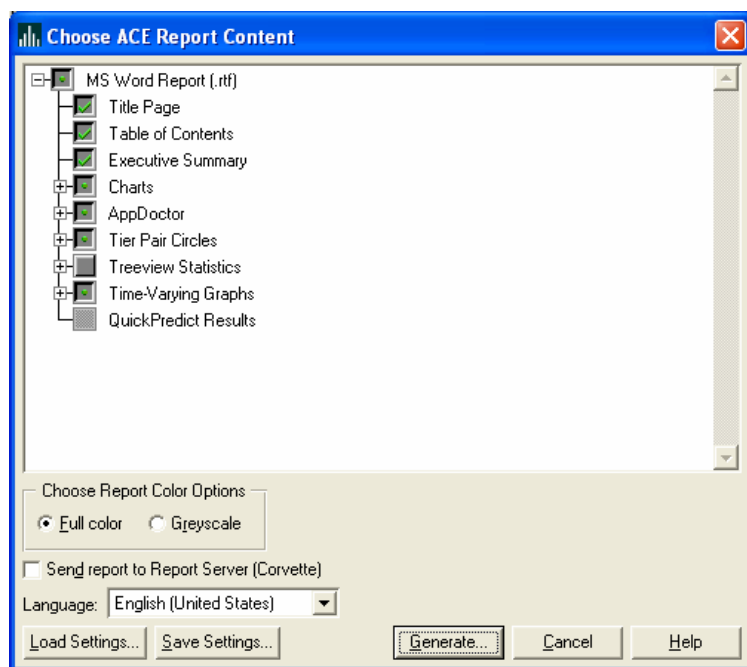 Choose ACE Report Content
MS Word Report (.rtf)
Title Page
Table of Contents
Executive Summary
Charts
AppDoctor
Tier Pair Circles
Treeview Statistics
Time-Varying Graphs
QuickPredict Results
Choose Report Color Options
Full color Greyscale
Send report to Report Server (Corvette)
Language: English (United States)
Load Settings... Save Settings... Generate... Cancel Help